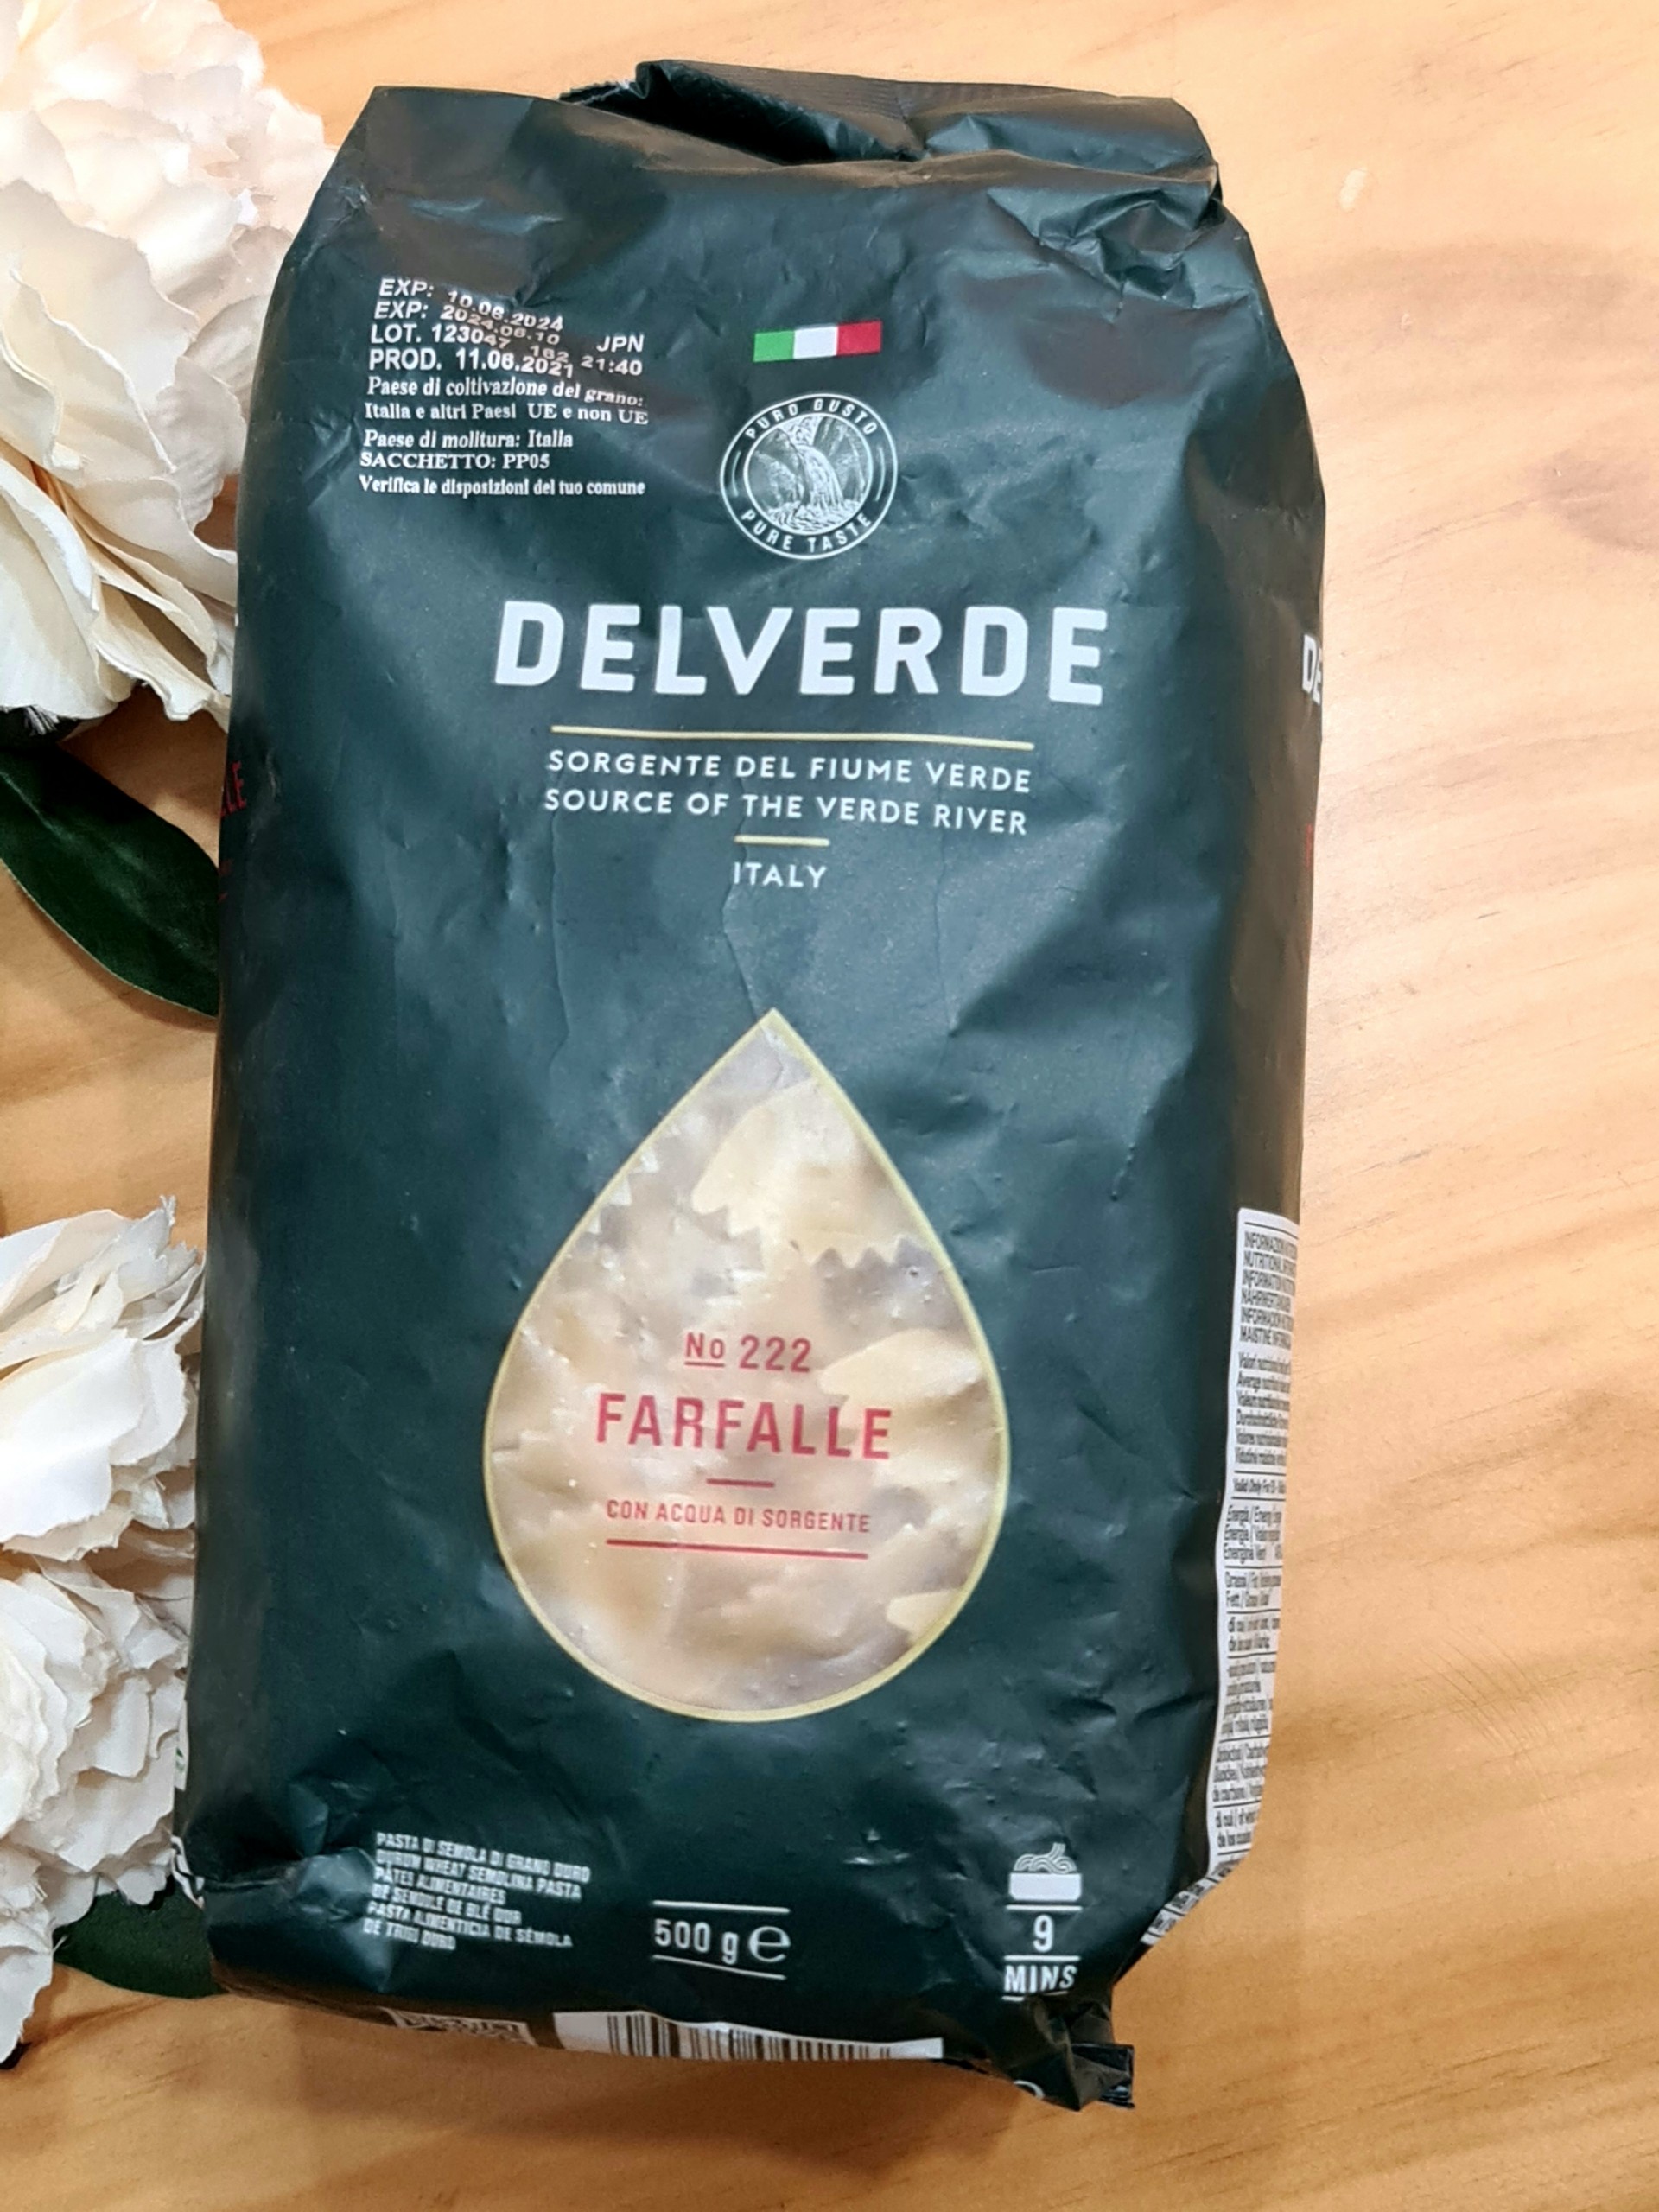 EXP: 10.06.2024
EXP: 2024.06.10
LOT. 123047 162 JPN
PROD. 11.06.2021 21:40
Paese di coltivazione del grano:
Italia e altri Paesi UE e non UE
Paese di molitura: Italia
SACCHETTO: PP05
Verifica le disposizioni del tuo comune
PURO GUSTO
PURE TASTE
DELVERDE
SORGENTE DEL FIUME VERDE
SOURCE OF THE VERDE RIVER
ITALY
No 222
FARFALLE
CON ACQUA DI SORGENTE
PASTA DI SEMOLA DI GRANO DURO
DURUM WHEAT SEMOLINA PASTA
PÂTES ALIMENTAIRES
DE SEMOULE DE BLÉ DUR
PASTA ALIMENTICIA DE SÉMOLA
DE TRIGO DURO
500 g e
9
MINS
DE